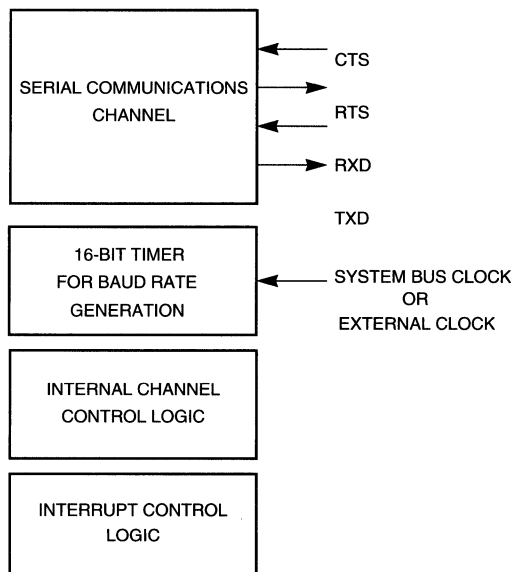 SERIAL COMMUNICATIONS
CHANNEL
CTS
RTS
RXD
TXD
16-BIT TIMER
FOR BAUD RATE
GENERATION
SYSTEM BUS CLOCK
OR
EXTERNAL CLOCK
INTERNAL CHANNEL
CONTROL LOGIC
INTERRUPT CONTROL
LOGIC